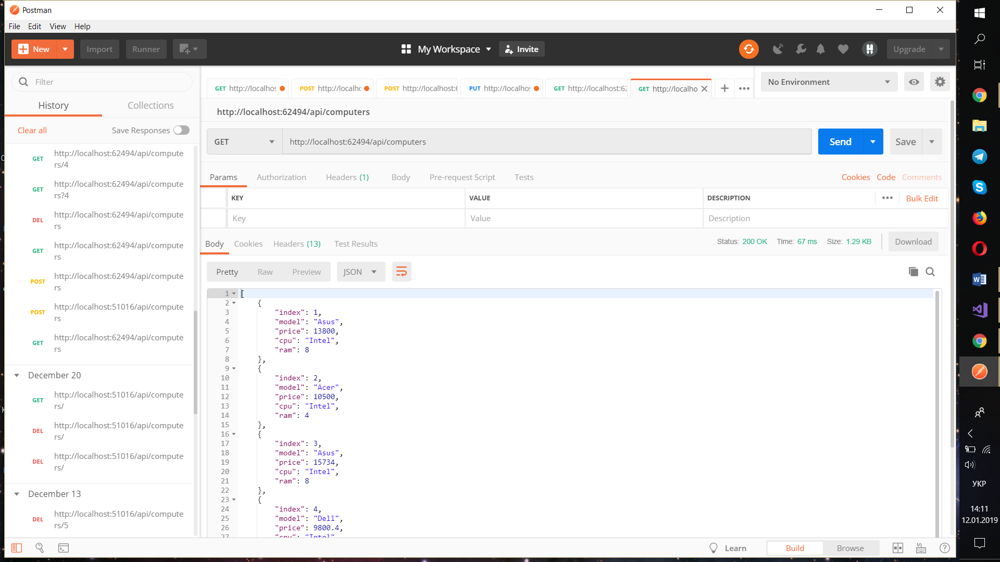 Postman
File Edit View Help
New Import Runner My Workspace Invite Upgrade
Filter
History Collections
Clear all Save Responses
GET http://localhost:62494/api/compute
rs/4
GET http://localhost:62494/api/compute
rs?4
DEL http://localhost:62494/api/compute
rs
GET http://localhost:62494/api/compute
rs
POST http://localhost:62494/api/compute
rs
POST http://localhost:51016/api/compute
rs
GET http://localhost:62494/api/compute
rs
December 20
GET http://localhost:51016/api/compute
rs/
DEL http://localhost:51016/api/compute
rs/
DEL http://localhost:51016/api/compute
rs/
December 13
DEL http://localhost:51016/api/compute
rs/5
GET http://localhos POST http://localhc POST http://localhost:6 PUT http://localhos GET http://localhost:62 GET http://localho
No Environment
http://localhost:62494/api/computers
GET http://localhost:62494/api/computers Send Save
Params Authorization Headers (1) Body Pre-request Script Tests Cookies Code Comments
KEY VALUE DESCRIPTION Bulk Edit
Key Value Description
Body Cookies Headers (13) Test Results Status: 200 OK Time: 67 ms Size: 1.29 KB Download
Pretty Raw Preview JSON
1 [
2 {
3 "index": 1,
4 "model": "Asus",
5 "price": 13800,
6 "cpu": "Intel",
7 "ram": 8
8 },
9 {
10 "index": 2,
11 "model": "Acer",
12 "price": 10500,
13 "cpu": "Intel",
14 "ram": 4
15 },
16 {
17 "index": 3,
18 "model": "Asus",
19 "price": 15734,
20 "cpu": "Intel",
21 "ram": 8
22 },
23 {
24 "index": 4,
25 "model": "Dell",
26 "price": 9800.4,
27 "cpu": "Intel"
Learn Build Browse
УКР
14:11
12.01.2019